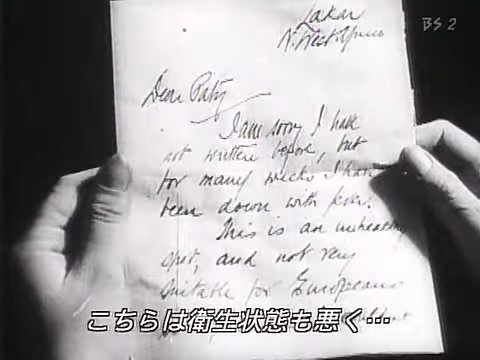 BS 2
Lakar
N. West Africa
Dear Patsy
I am sorry I have
not written before, but
for many weeks I have
been down with fever.
This is an unhealthy
spot, and not very
suitable for Europeans
こちらは衛生状態も悪く…